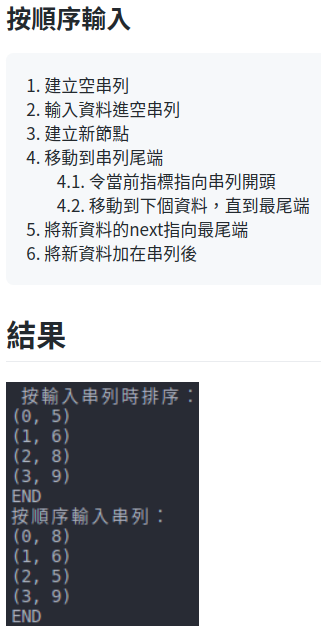 按順序輸入
1. 建立空串列
2. 輸入資料進空串列
3. 建立新節點
4. 移動到串列尾端
4.1. 令當前指標指向串列開頭
4.2. 移動到下個資料，直到最尾端
5. 將新資料的next指向最尾端
6. 將新資料加在串列後
結果
按輸入串列時排序：
(0, 5)
(1, 6)
(2, 8)
(3, 9)
END
按順序輸入串列：
(0, 8)
(1, 6)
(2, 5)
(3, 9)
END